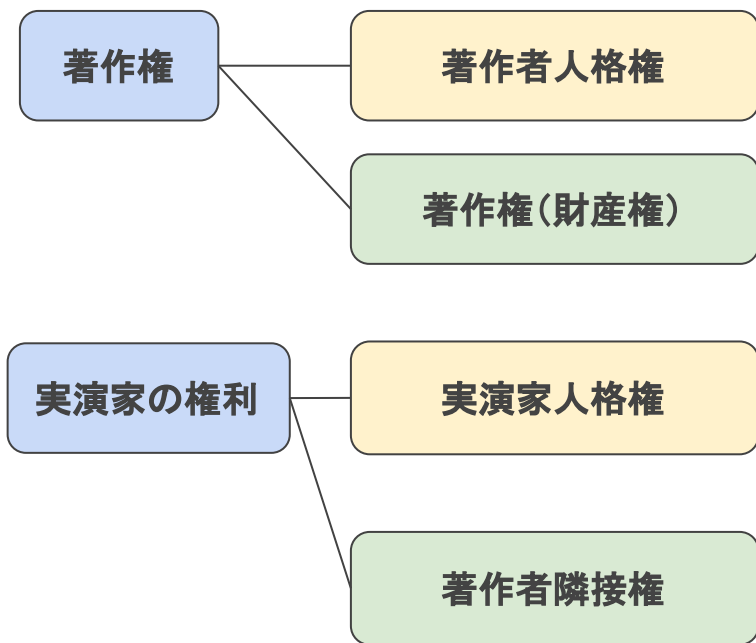 著作権
著作者人格権
著作権（財産権）
実演家の権利
実演家人格権
著作者隣接権